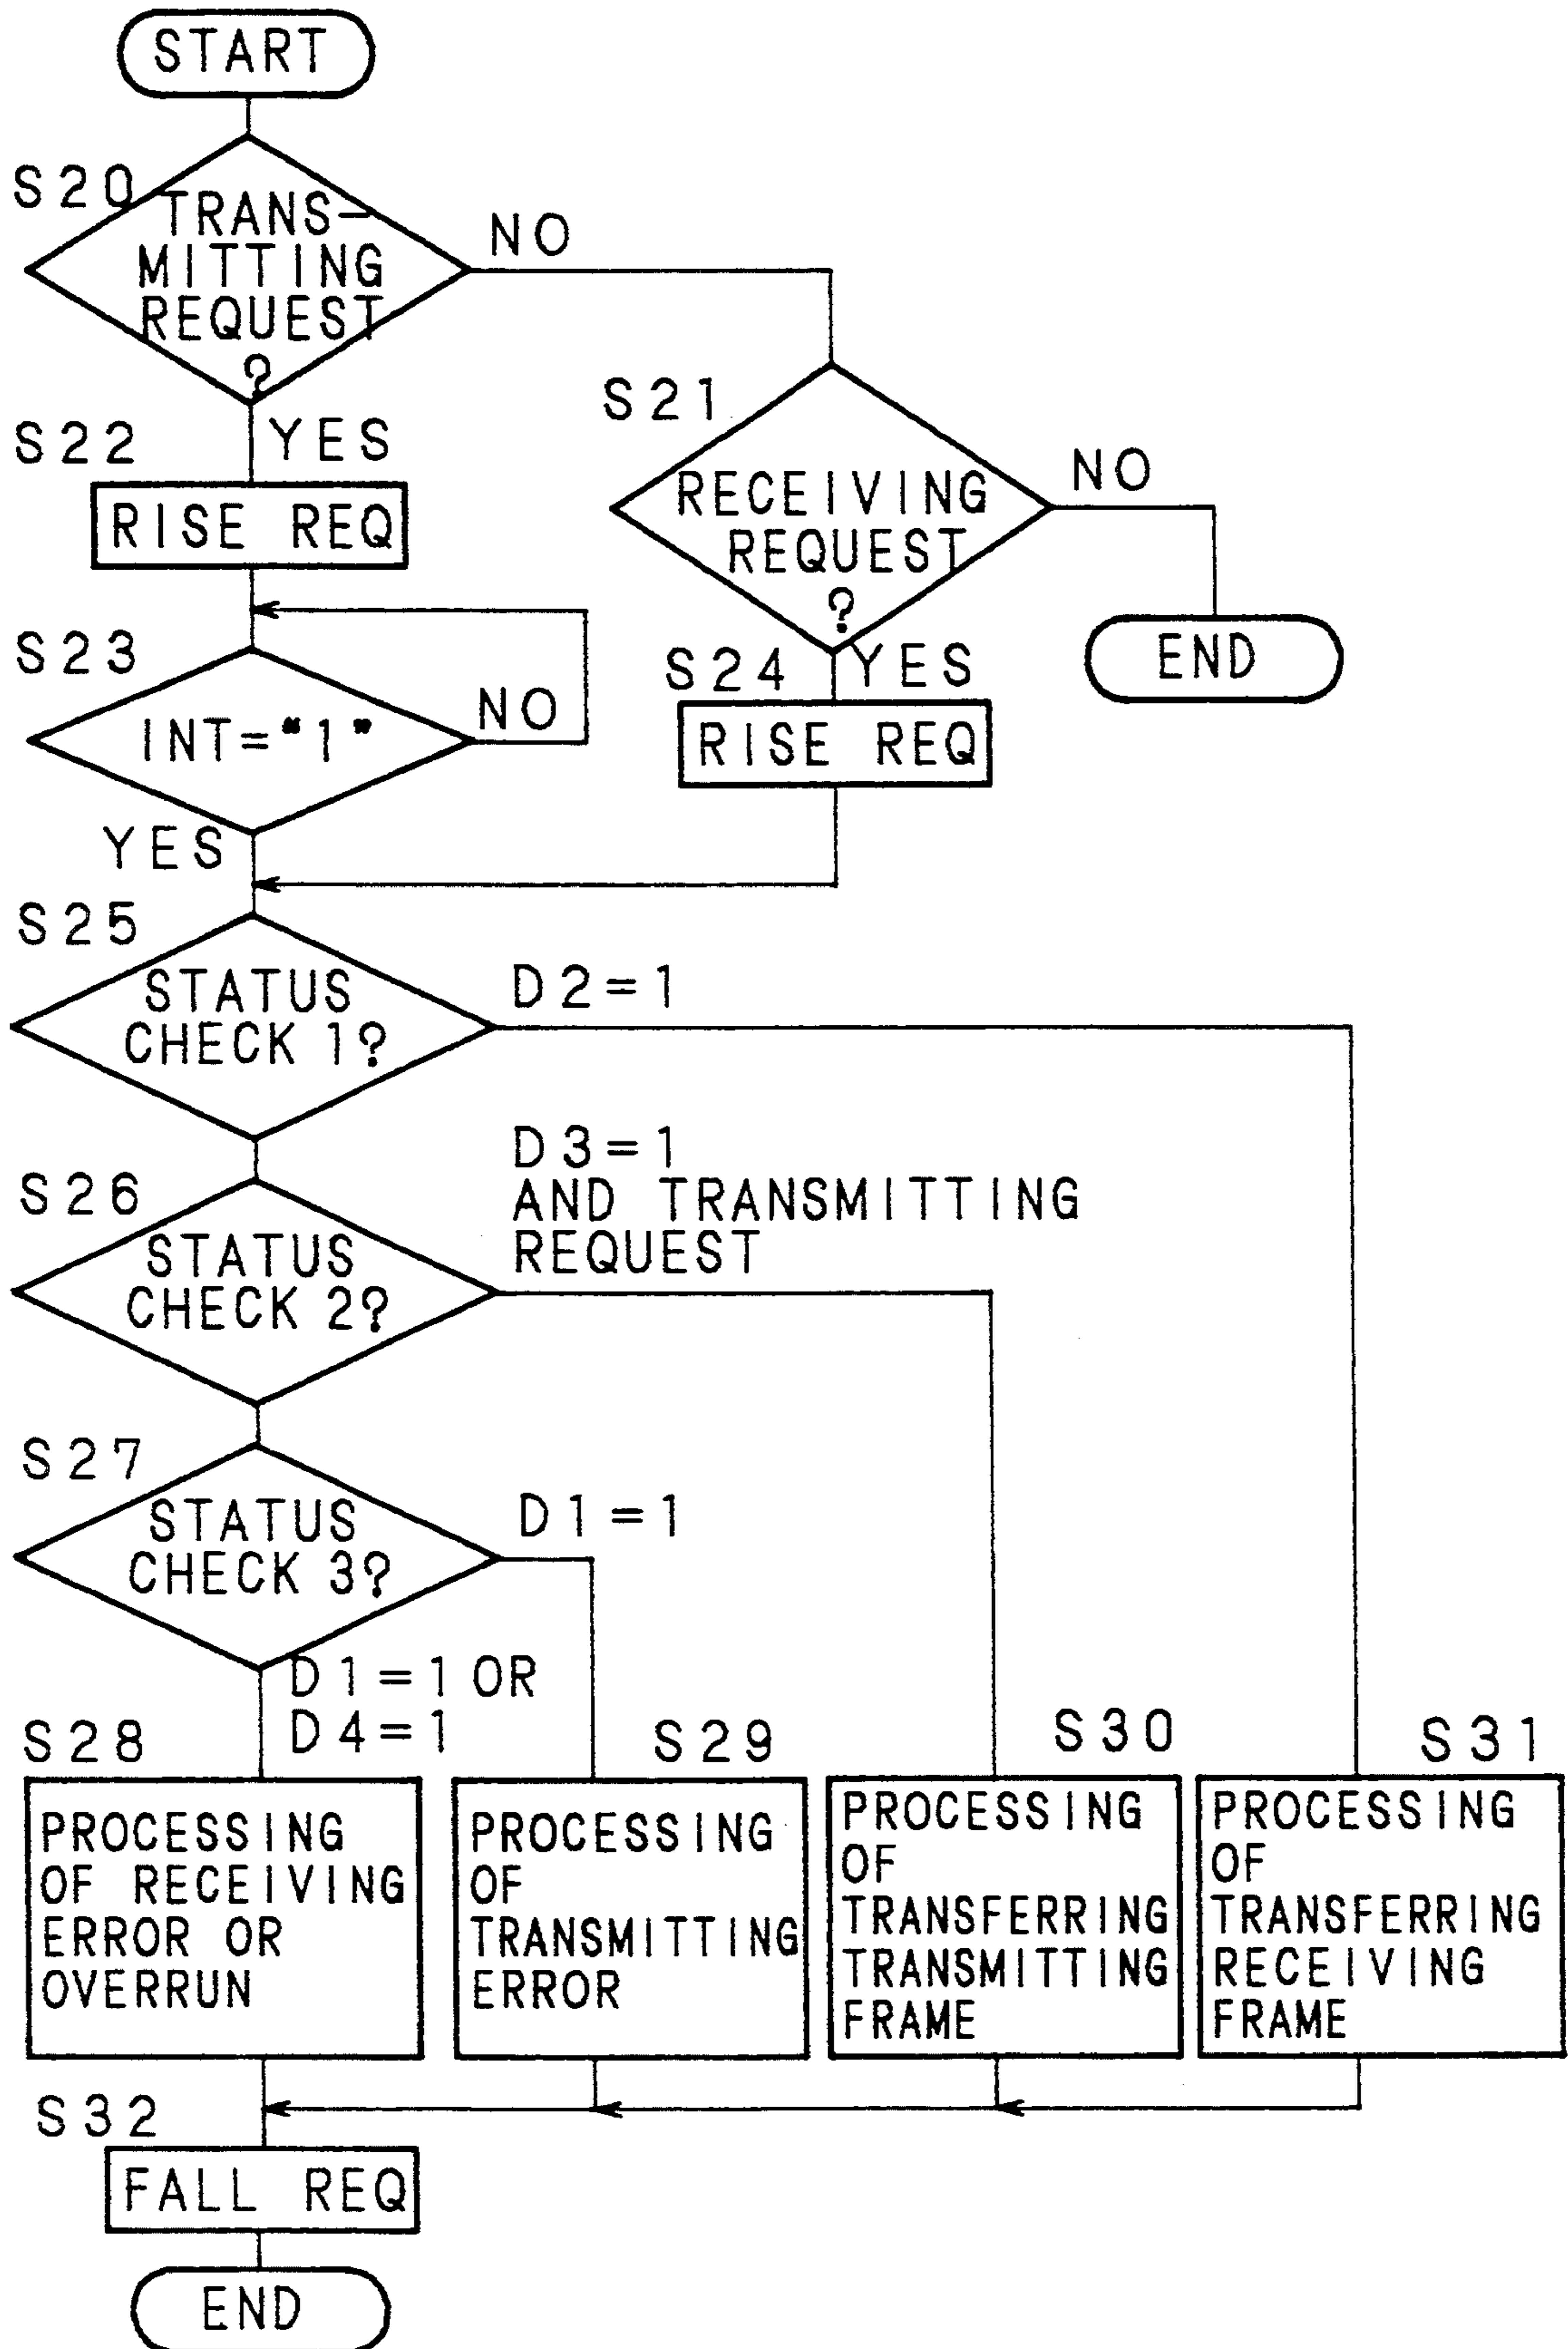 START
S20
TRANS-
MITTING
REQUEST
?
NO
S21
RECEIVING
REQUEST
?
NO
END
YES
S22
RISE REQ
S23
INT="1"
NO
YES
S24
YES
RISE REQ
S25
STATUS
CHECK 1?
D2=1
S26
STATUS
CHECK 2?
D3=1
AND TRANSMITTING
REQUEST
S27
STATUS
CHECK 3?
D1=1
D1=1 OR
D4=1
S28
PROCESSING
OF RECEIVING
ERROR OR
OVERRUN
S29
PROCESSING
OF
TRANSMITTING
ERROR
S30
PROCESSING
OF
TRANSFERRING
TRANSMITTING
FRAME
S31
PROCESSING
OF
TRANSFERRING
RECEIVING
FRAME
S32
FALL REQ
END